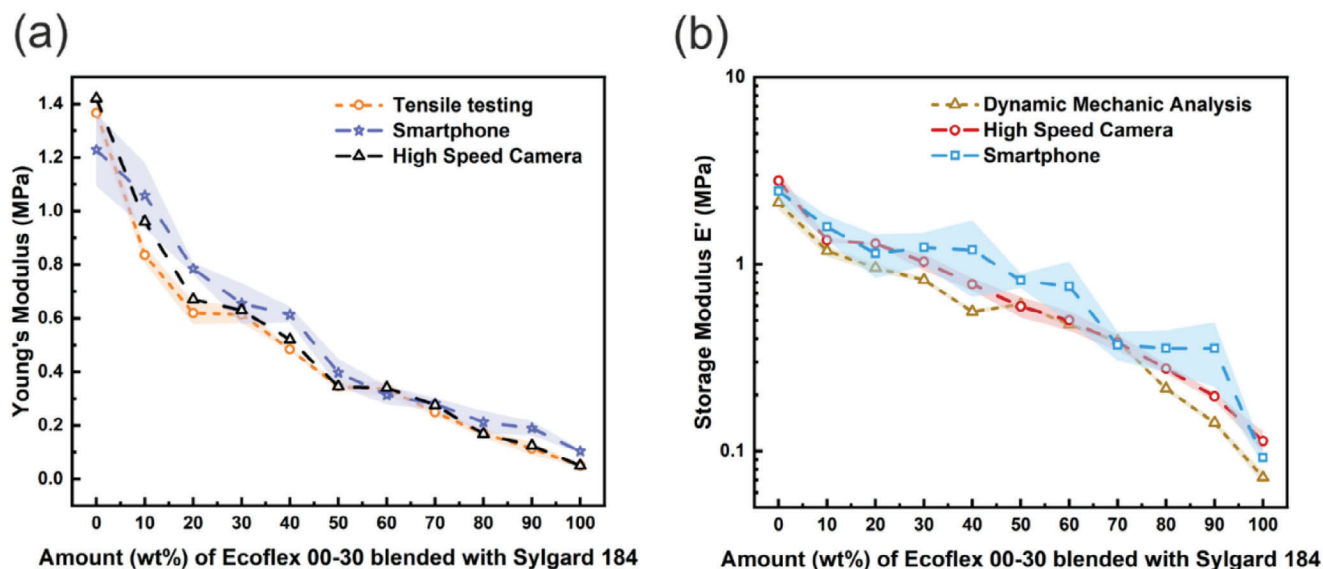 (a)
Young's Modulus (MPa)
1.4
1.2
1.0
0.8
0.6
0.4
0.2
0.0
Tensile testing
Smartphone
High Speed Camera
0 10 20 30 40 50 60 70 80 90 100
Amount (wt%) of Ecoflex 00-30 blended with Sylgard 184
(b)
Storage Modulus E' (MPa)
10
1
0.1
Dynamic Mechanic Analysis
High Speed Camera
Smartphone
0 10 20 30 40 50 60 70 80 90 100
Amount (wt%) of Ecoflex 00-30 blended with Sylgard 184